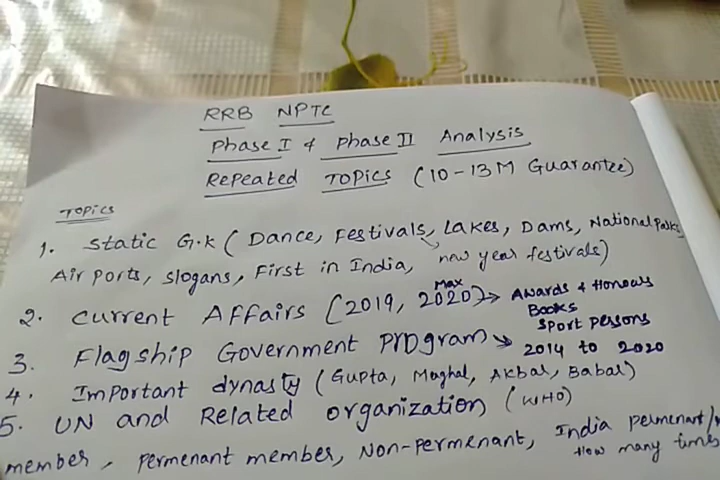 RRB NPTC
Phase I & Phase II Analysis
Repeated Topics (10-13M Guarantee)
Topics
1. Static G.K ( Dance, Festivals, Lakes, Dams, National Parks
Air ports, slogans, First in India, new year festivals)
2. Current Affairs (2019, 2020) Max → Awards & Honours
Books
Sport persons
3. Flagship Government program → 2014 to 2020
4. Important dynasty (Gupta, Moghal, Akbar, Babar)
5. UN and Related organization (WHO)
member, permenant member, Non-permenant, India pelmenant/
How many times